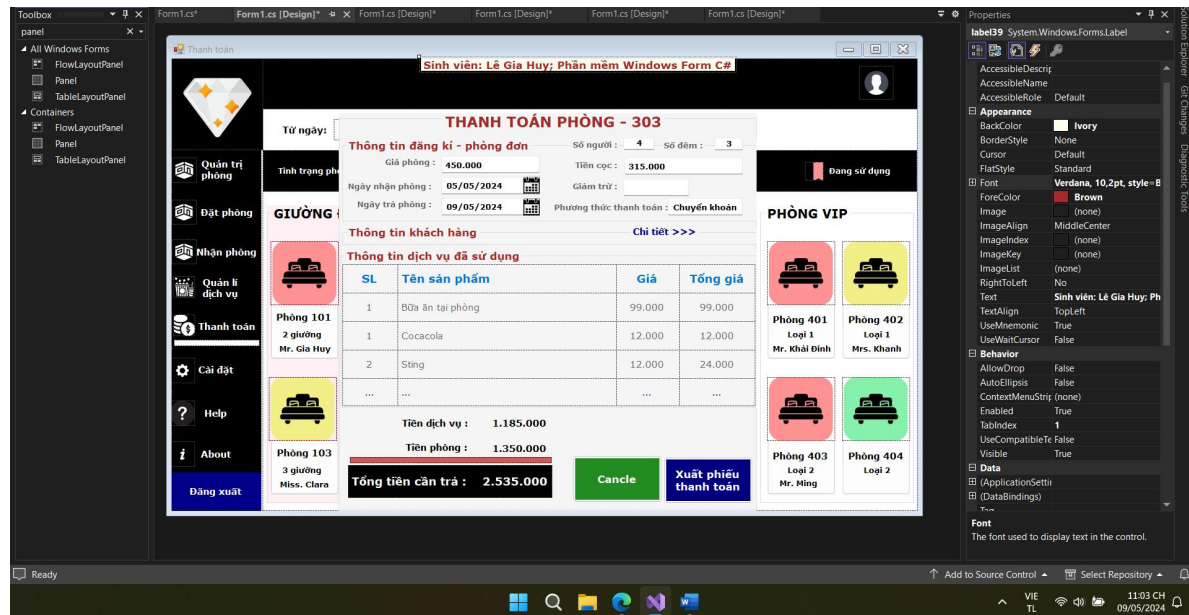 Toolbox
Form1.cs*
Form1.cs [Design]*
Form1.cs [Design]*
Form1.cs [Design]*
Form1.cs [Design]*
Form1.cs [Design]*
Properties
panel
All Windows Forms
FlowLayoutPanel
Panel
TableLayoutPanel
Containers
FlowLayoutPanel
Panel
TableLayoutPanel
Thanh toán
Sinh viên: Lê Gia Huy; Phần mềm Windows Form C#
Từ ngày:
Quản trị phòng
Đặt phòng
Nhận phòng
Quản lí dịch vụ
Thanh toán
Cài đặt
Help
About
Đăng xuất
Tình trạng ph
Đang sử dụng
GIƯỜNG
Phòng 101
2 giường
Mr. Gia Huy
Phòng 103
3 giường
Miss. Clara
THANH TOÁN PHÒNG - 303
Thông tin đăng kí - phòng đơn
Số người : 4 Số đêm : 3
Giá phòng : 450.000
Tiền cọc : 315.000
Ngày nhận phòng : 05/05/2024
Giảm trừ :
Ngày trả phòng : 09/05/2024
Phương thức thanh toán : Chuyển khoản
Thông tin khách hàng
Chi tiết >>>
Thông tin dịch vụ đã sử dụng
SL Tên sản phẩm Giá Tổng giá
1 Bữa ăn tại phòng 99.000 99.000
1 Cocacola 12.000 12.000
2 Sting 12.000 24.000
... ... ... ...
Tiền dịch vụ : 1.185.000
Tiền phòng : 1.350.000
Tổng tiền cần trả : 2.535.000
Cancle
Xuất phiếu thanh toán
PHÒNG VIP
Phòng 401
Loại 1
Mr. Khải Đinh
Phòng 402
Loại 1
Mrs. Khanh
Phòng 403
Loại 2
Mr. Ming
Phòng 404
Loại 2
label39 System.Windows.Forms.Label
AccessibleDescrip
AccessibleName
AccessibleRole Default
Appearance
BackColor Ivory
BorderStyle None
Cursor Default
FlatStyle Standard
Font Verdana, 10,2pt, style=B
ForeColor Brown
Image (none)
ImageAlign MiddleCenter
ImageIndex (none)
ImageKey (none)
ImageList (none)
RightToLeft No
Text Sinh viên: Lê Gia Huy; Ph
TextAlign TopLeft
UseMnemonic True
UseWaitCursor False
Behavior
AllowDrop False
AutoEllipsis False
ContextMenuStrip (none)
Enabled True
TabIndex 1
UseCompatibleTe False
Visible True
Data
(ApplicationSettin
(DataBindings)
Font
The font used to display text in the control.
Solution Explorer
Git Changes
Diagnostic Tools
Ready
Add to Source Control
Select Repository
VIE
TL
11:03 CH
09/05/2024